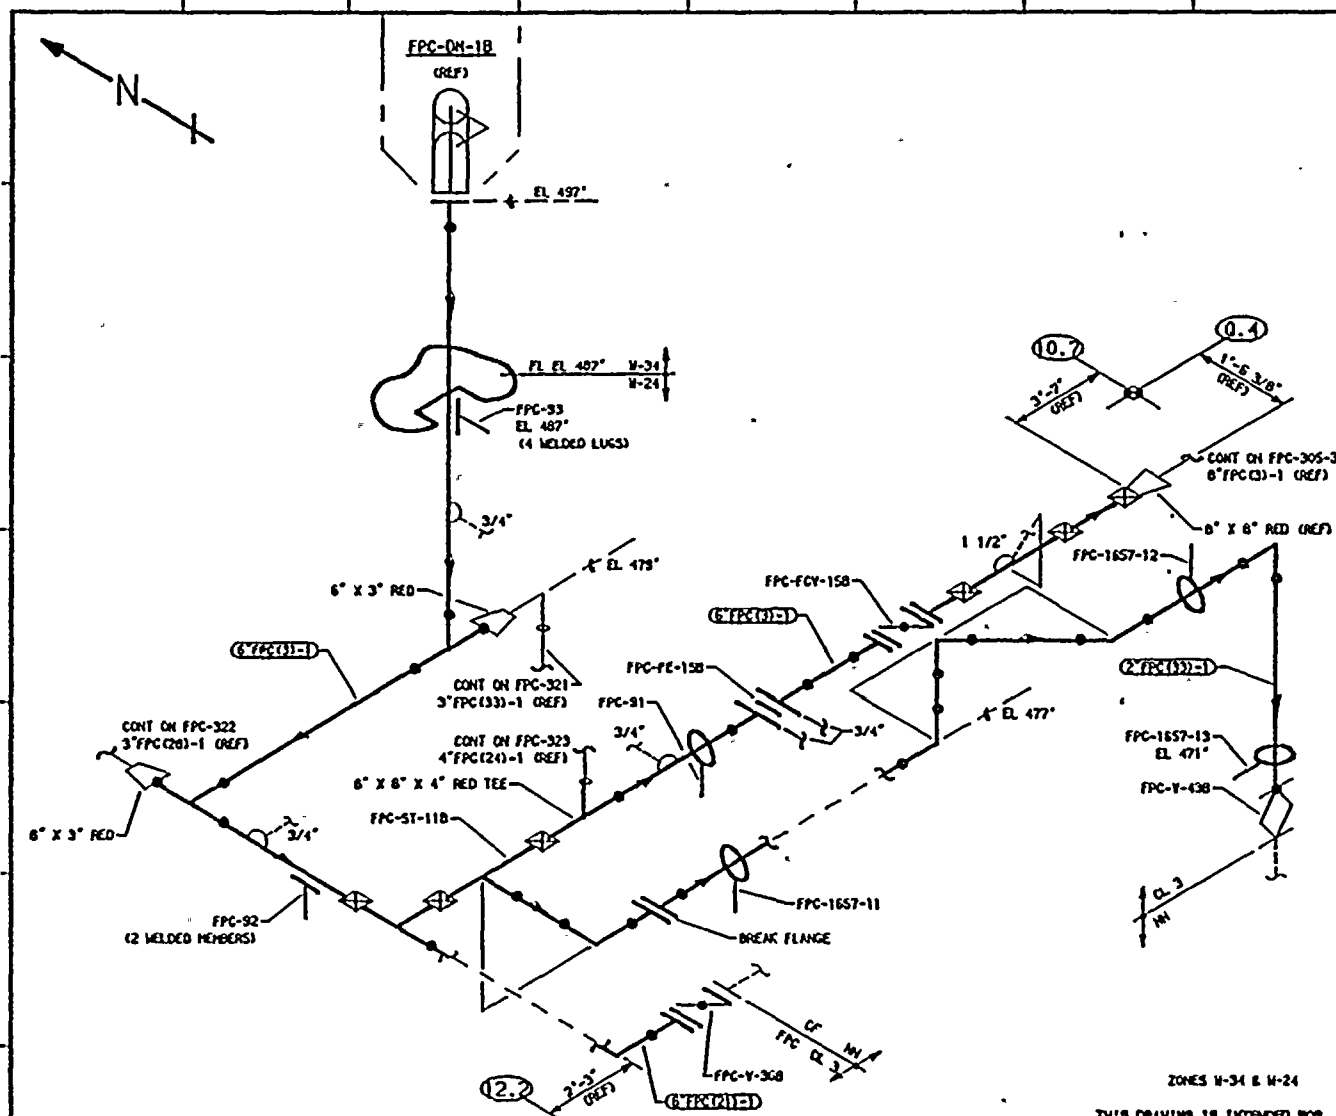 N
FPC-DM-1B
(REF)
EL 497'
FL EL 487'
W-34
W-24
FPC-93
EL 487'
(4 WELDED LUGS)
3/4"
EL 479'
6" X 3" RED
6"FPC(3)-1
CONT ON FPC-321
3"FPC(33)-1 (REF)
CONT ON FPC-322
3"FPC(28)-1 (REF)
6" X 3" RED
3/4"
FPC-92
(2 WELDED MEMBERS)
CONT ON FPC-323
4"FPC(24)-1 (REF)
6" X 6" X 4" RED TEE
FPC-ST-11B
3/4"
FPC-91
FPC-FE-15B
3/4"
6"FPC(3)-1
FPC-FCV-15B
1 1/2"
10.7
0.4
3'-7"
(REF)
1'-6 3/8"
(REF)
CONT ON FPC-305-3
8"FPC(3)-1 (REF)
8" X 6" RED (REF)
FPC-1657-12
2"FPC(33)-1
EL 477'
FPC-1657-13
EL 471'
FPC-V-43B
CL 3
NN
FPC-1657-11
BREAK FLANGE
CF
NN
FPC
CL 3
FPC-V-36B
12.2
2'-3"
(REF)
6"FPC(21)-1
ZONES W-34 & W-24
THIS DRAWING IS INTENDED FOR